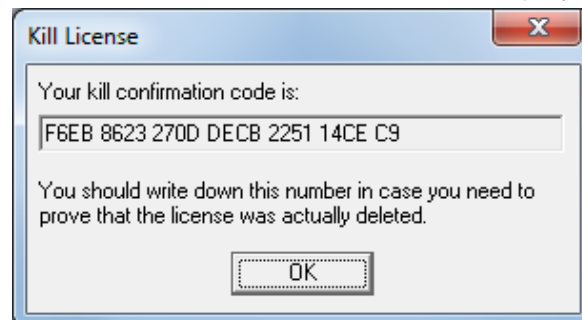 Kill License
Your kill confirmation code is:
F6EB 8623 270D DECB 2251 14CE C9
You should write down this number in case you need to
prove that the license was actually deleted.
OK